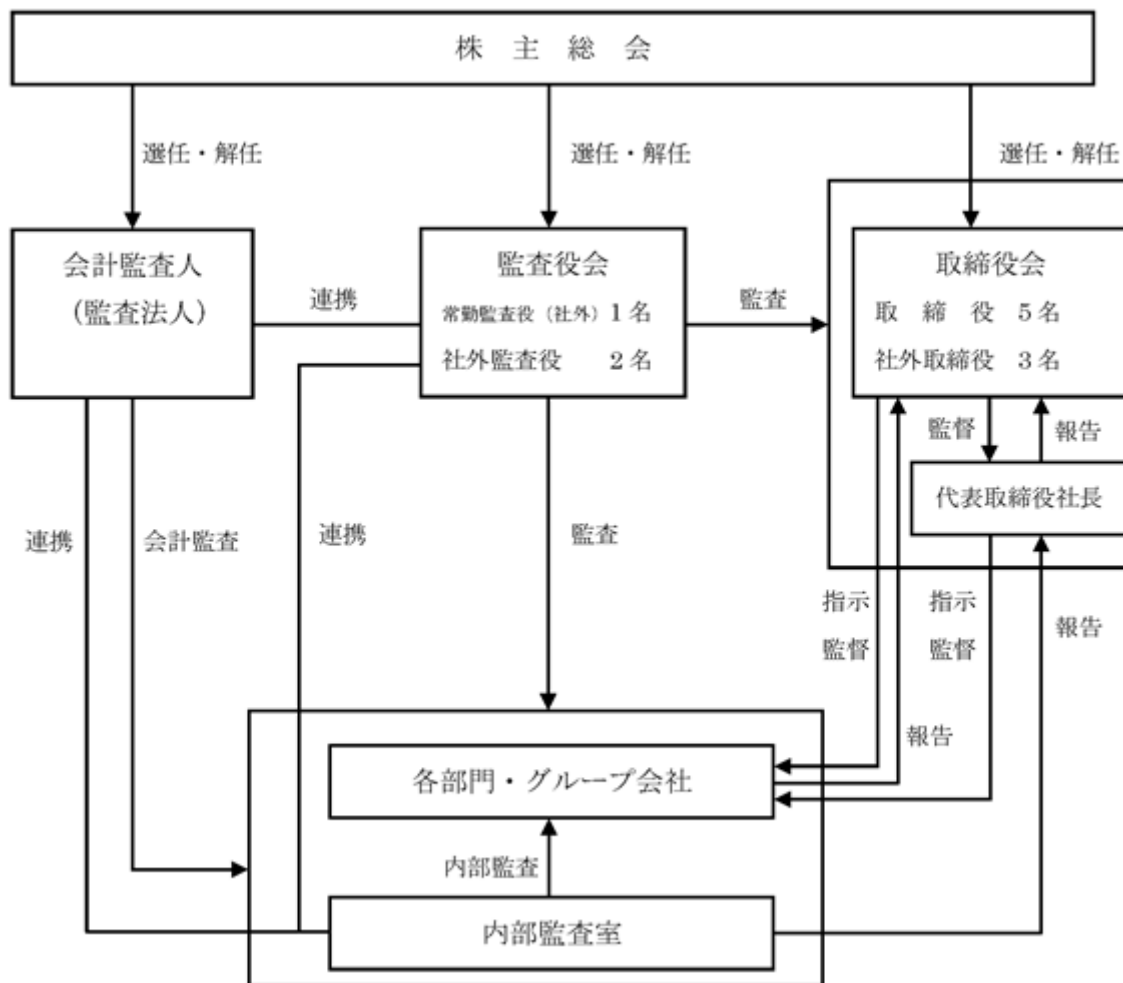 株　主　総　会
選任・解任
選任・解任
選任・解任
会計監査人
（監査法人）
連携
監査役会
常勤監査役（社外）１名
社外監査役　２名
監査
取締役会
取　締　役　５名
社外取締役　３名
監督
報告
代表取締役社長
連携
会計監査
連携
監査
指示
監督
指示
監督
報告
報告
各部門・グループ会社
内部監査
内部監査室